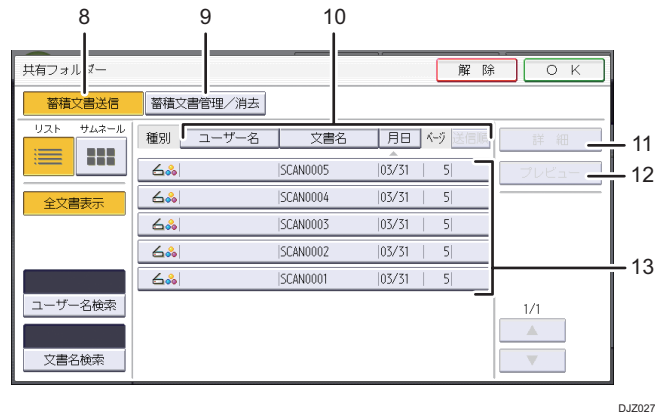 8 9 10
共有フォルダー 解 除 O K
蓄積文書送信 蓄積文書管理／消去
リスト サムネール
種別 ユーザー名 文書名 月日 ページ 送信順 詳 細 11
SCAN0005 03/31 5 プレビュー 12
全文書表示 SCAN0004 03/31 5
SCAN0003 03/31 5
SCAN0002 03/31 5 13
SCAN0001 03/31 5
ユーザー名検索 1/1
文書名検索
DJZ027